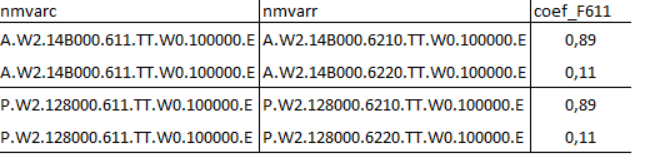 nmvarc nmvarr coef_F611
A.W2.14B000.611.TT.W0.100000.E A.W2.14B000.6210.TT.W0.100000.E 0,89
A.W2.14B000.611.TT.W0.100000.E A.W2.14B000.6220.TT.W0.100000.E 0,11
P.W2.128000.611.TT.W0.100000.E P.W2.128000.6210.TT.W0.100000.E 0,89
P.W2.128000.611.TT.W0.100000.E P.W2.128000.6220.TT.W0.100000.E 0,11